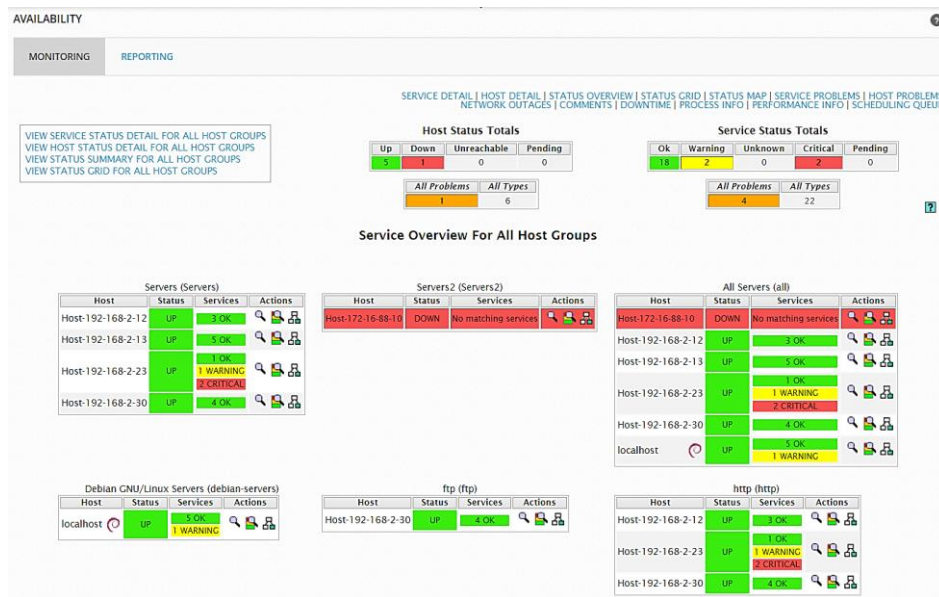 AVAILABILITY
?
MONITORING REPORTING
SERVICE DETAIL | HOST DETAIL | STATUS OVERVIEW | STATUS GRID | STATUS MAP | SERVICE PROBLEMS | HOST PROBLEMS
NETWORK OUTAGES | COMMENTS | DOWNTIME | PROCESS INFO | PERFORMANCE INFO | SCHEDULING QUEU
VIEW SERVICE STATUS DETAIL FOR ALL HOST GROUPS
VIEW HOST STATUS DETAIL FOR ALL HOST GROUPS
VIEW STATUS SUMMARY FOR ALL HOST GROUPS
VIEW STATUS GRID FOR ALL HOST GROUPS
Host Status Totals
Up Down Unreachable Pending
5 1 0 0
All Problems All Types
1 6
Service Status Totals
Ok Warning Unknown Critical Pending
18 2 0 2 0
All Problems All Types
4 22
?
Service Overview For All Host Groups
Servers (Servers)
Host Status Services Actions
Host-192-168-2-12 UP 3 OK
Host-192-168-2-13 UP 5 OK
Host-192-168-2-23 UP 1 OK
1 WARNING
2 CRITICAL
Host-192-168-2-30 UP 4 OK
Servers2 (Servers2)
Host Status Services Actions
Host-172-16-88-10 DOWN No matching services
All Servers (all)
Host Status Services Actions
Host-172-16-88-10 DOWN No matching services
Host-192-168-2-12 UP 3 OK
Host-192-168-2-13 UP 5 OK
Host-192-168-2-23 UP 1 OK
1 WARNING
2 CRITICAL
Host-192-168-2-30 UP 4 OK
localhost UP 5 OK
1 WARNING
Debian GNU/Linux Servers (debian-servers)
Host Status Services Actions
localhost UP 5 OK
1 WARNING
ftp (ftp)
Host Status Services Actions
Host-192-168-2-30 UP 4 OK
http (http)
Host Status Services Actions
Host-192-168-2-12 UP 3 OK
Host-192-168-2-23 UP 1 OK
1 WARNING
2 CRITICAL
Host-192-168-2-30 UP 4 OK